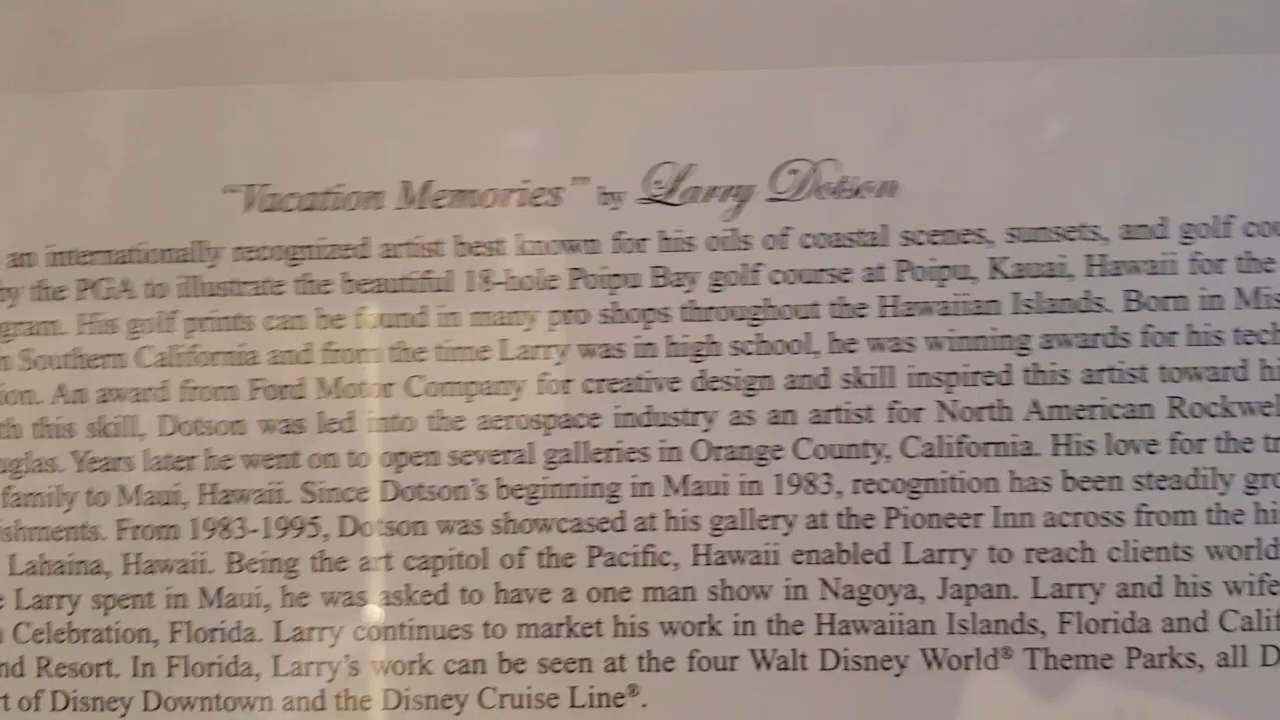 "Vacation Memories" by Larry Dotson
an internationally recognized artist best known for his oils of coastal scenes, sunsets, and golf cou
by the PGA to illustrate the beautiful 18-hole Poipu Bay golf course at Poipu, Kauai, Hawaii for the
gram. His golf prints can be found in many pro shops throughout the Hawaiian Islands. Born in Mis
n Southern California and from the time Larry was in high school, he was winning awards for his tech
ion. An award from Ford Motor Company for creative design and skill inspired this artist toward hi
th this skill, Dotson was led into the aerospace industry as an artist for North American Rockwel
uglas. Years later he went on to open several galleries in Orange County, California. His love for the tr
family to Maui, Hawaii. Since Dotson's beginning in Maui in 1983, recognition has been steadily gro
ishments. From 1983-1995, Dotson was showcased at his gallery at the Pioneer Inn across from the hi
Lahaina, Hawaii. Being the art capitol of the Pacific, Hawaii enabled Larry to reach clients world
e Larry spent in Maui, he was asked to have a one man show in Nagoya, Japan. Larry and his wife
n Celebration, Florida. Larry continues to market his work in the Hawaiian Islands, Florida and Calif
nd Resort. In Florida, Larry's work can be seen at the four Walt Disney World® Theme Parks, all D
t of Disney Downtown and the Disney Cruise Line®.